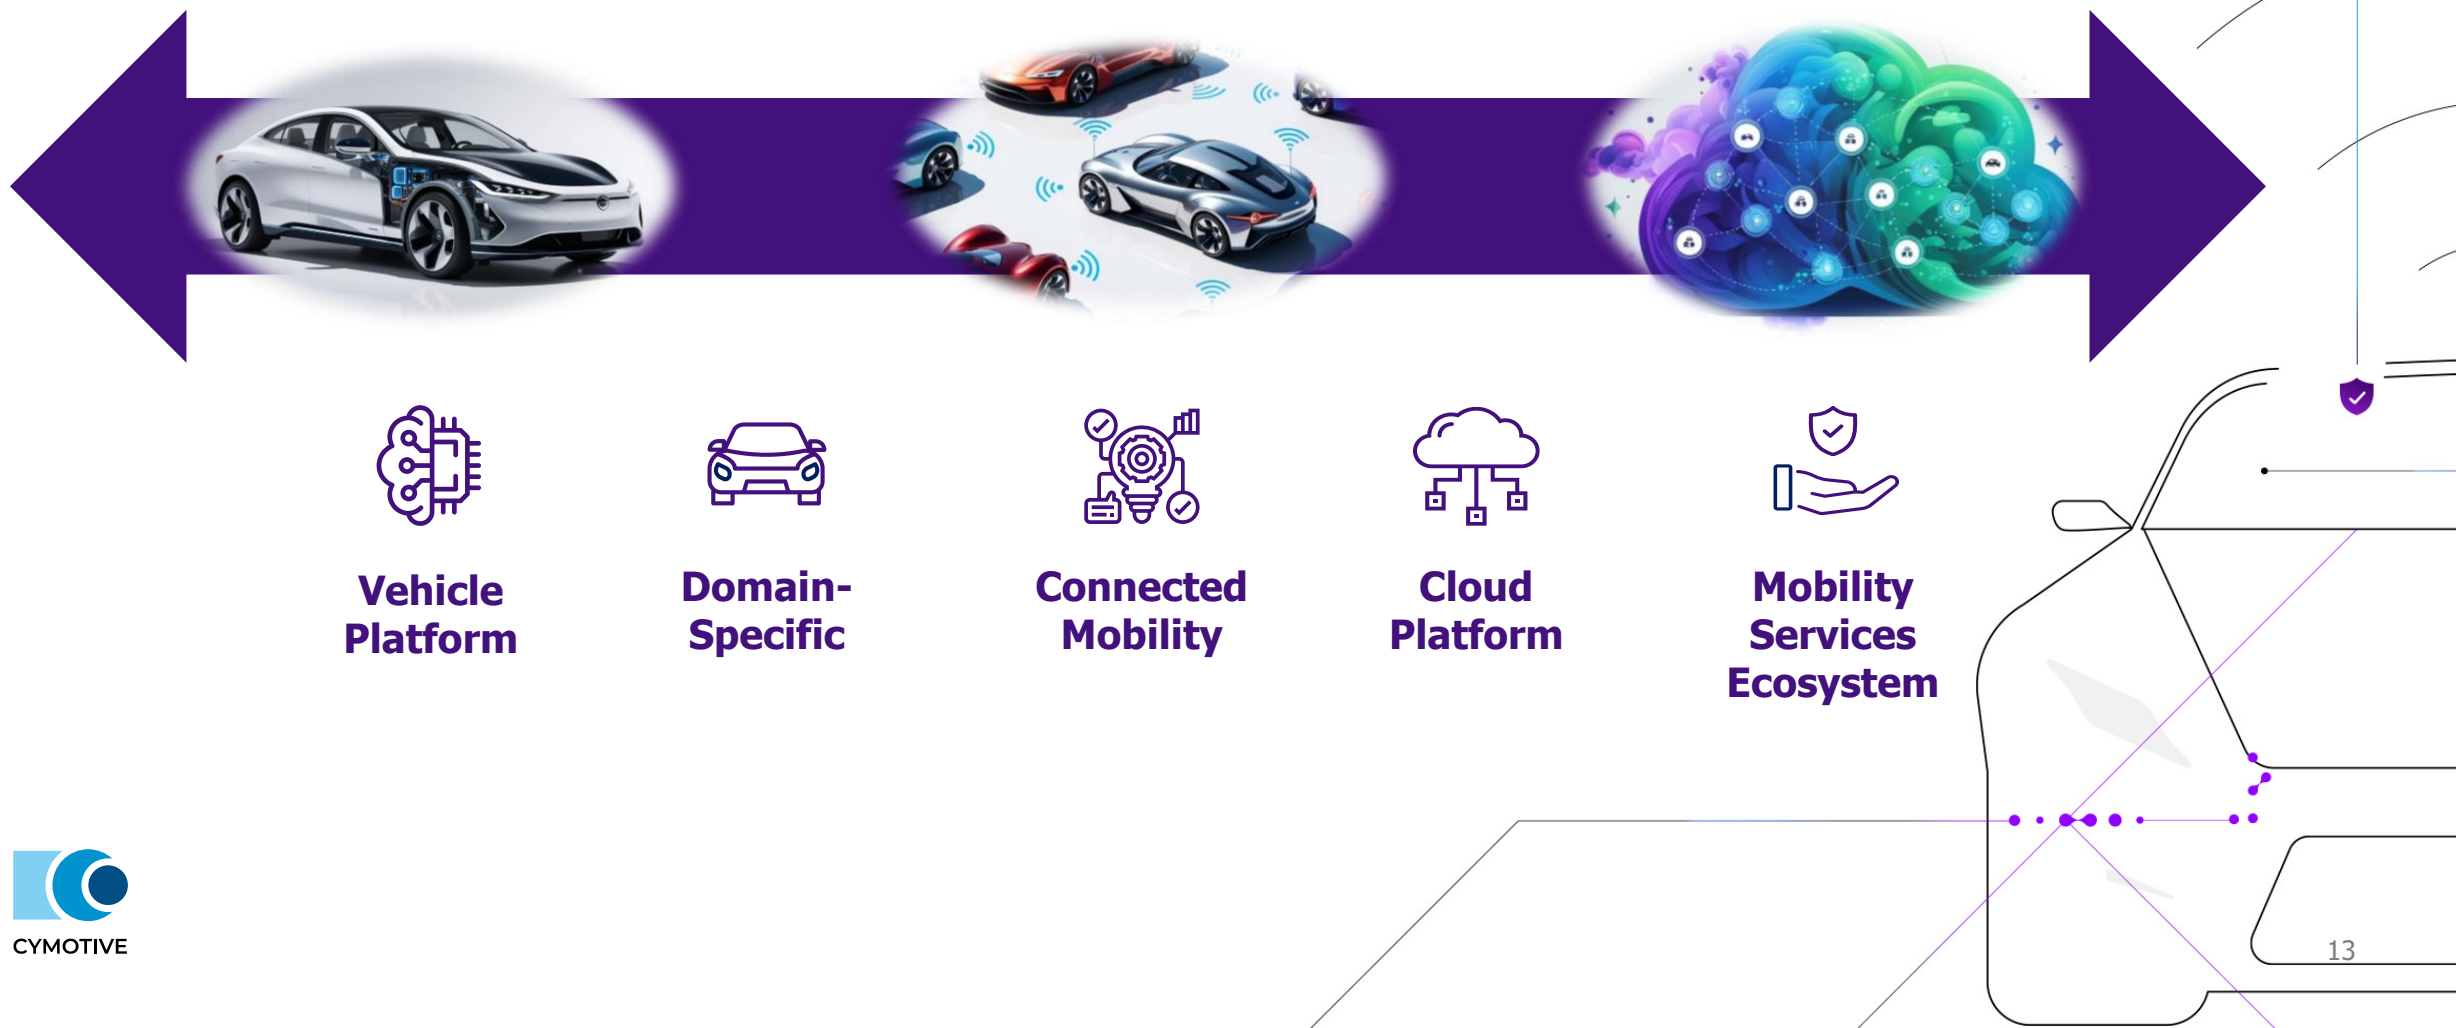 Vehicle
Platform
Domain-
Specific
Connected
Mobility
Cloud
Platform
Mobility
Services
Ecosystem
CYMOTIVE
13